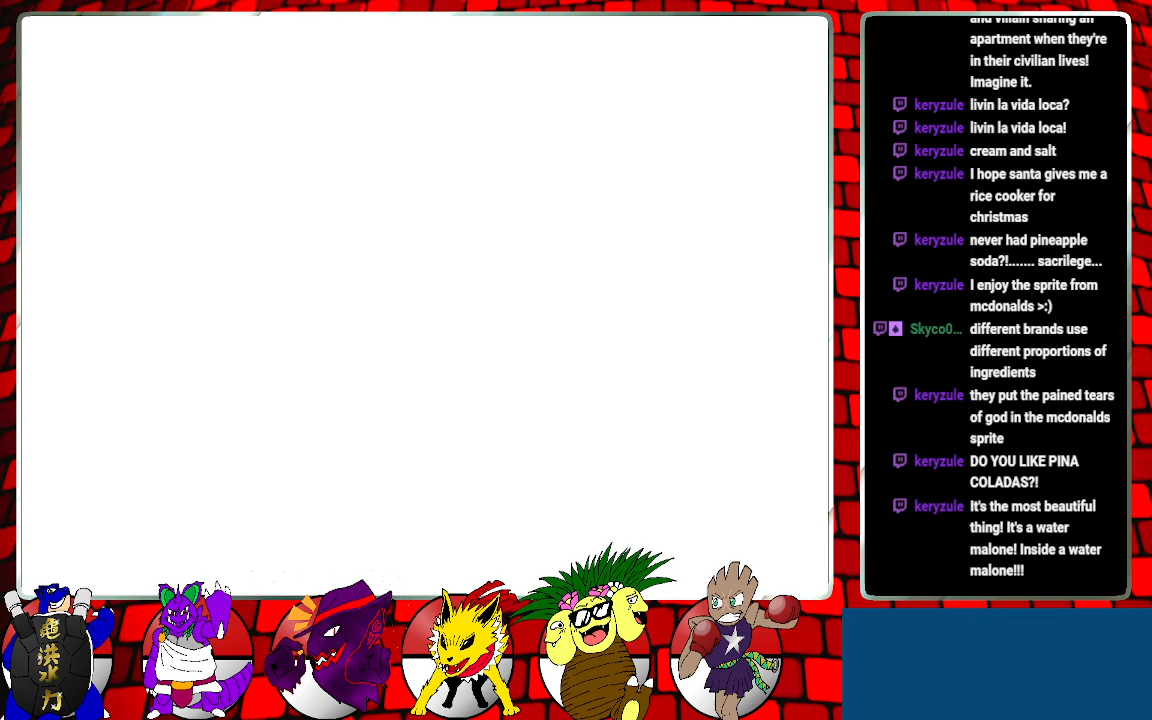 and villain sharing an
apartment when they're
in their civilian lives!
Imagine it.
keryzule livin la vida loca?
keryzule livin la vida loca!
keryzule cream and salt
keryzule I hope santa gives me a
rice cooker for
christmas
keryzule never had pineapple
soda?!....... sacrilege...
keryzule I enjoy the sprite from
mcdonalds >:)
Skyco0... different brands use
different proportions of
ingredients
keryzule they put the pained tears
of god in the mcdonalds
sprite
keryzule DO YOU LIKE PINA
COLADAS?!
keryzule It's the most beautiful
thing! It's a water
malone! Inside a water
malone!!!
洪
水
力